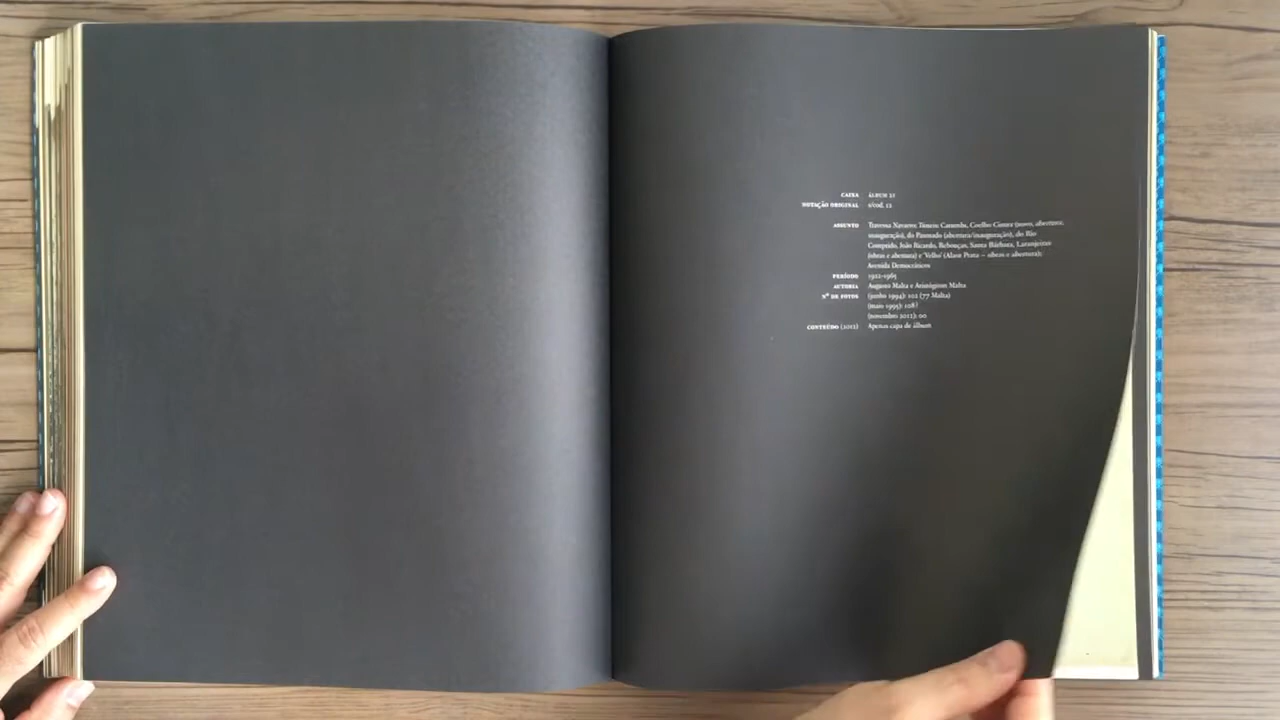 CAIXA ÁLBUM 21
NOTAÇÃO ORIGINAL s/cod. 12
ASSUNTO Travessa Navarro; Túneis: Catumbi, Coelho Cintra (novo, abertura,
inauguração), do Pasmado (abertura/inauguração), do Rio
Comprido, João Ricardo, Rebouças, Santa Bárbara, Laranjeiras
(obras e abertura) e 'Velho' (Alaor Prata – obras e abertura);
Avenida Democráticos
PERÍODO 1922-1965
AUTORIA Augusto Malta e Aristógiton Malta
Nº DE FOTOS (junho 1994): 102 (77 Malta)
(maio 1995): 108
(novembro 2011): 00
CONTEÚDO (2012) Apenas capa de álbum